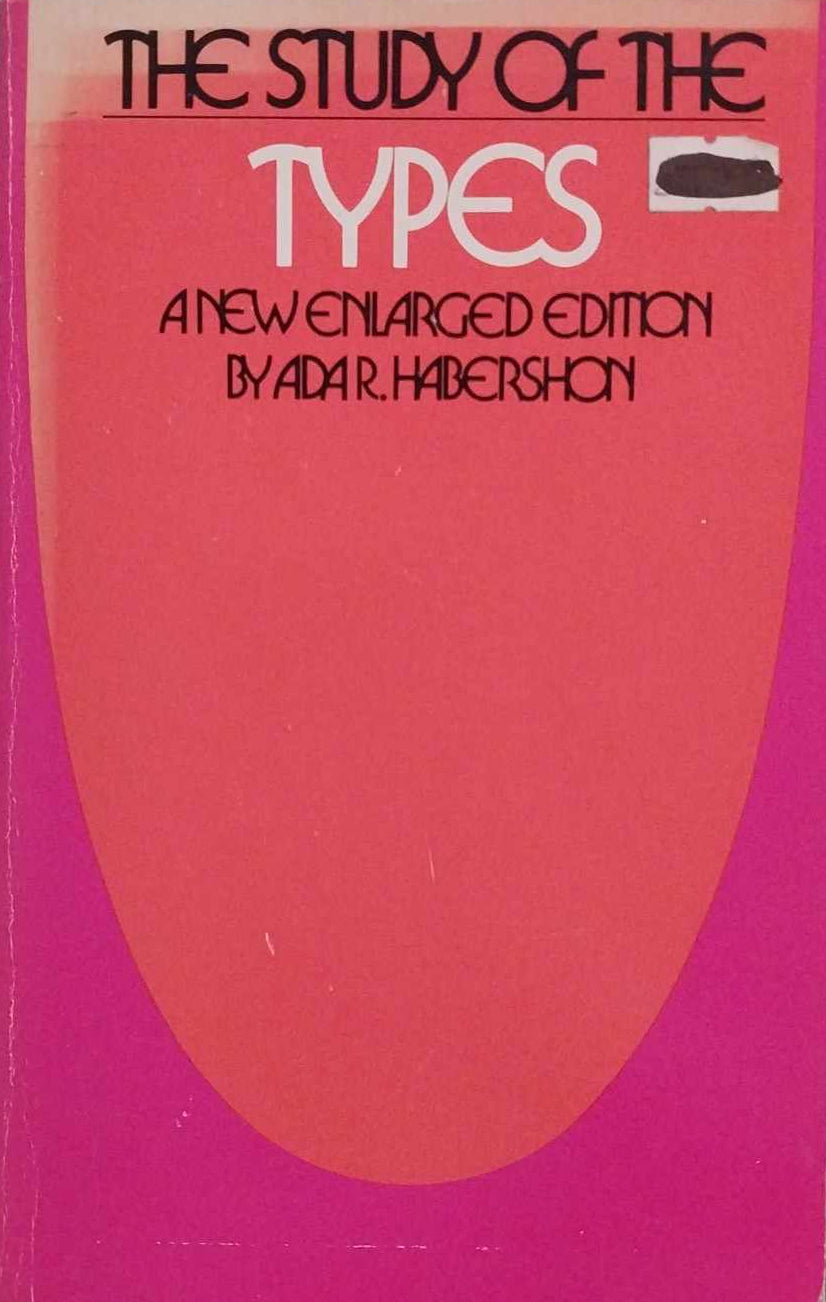 THE STUDY OF THE
TYPES
A NEW ENLARGED EDITION
BY ADA R. HABERSHON